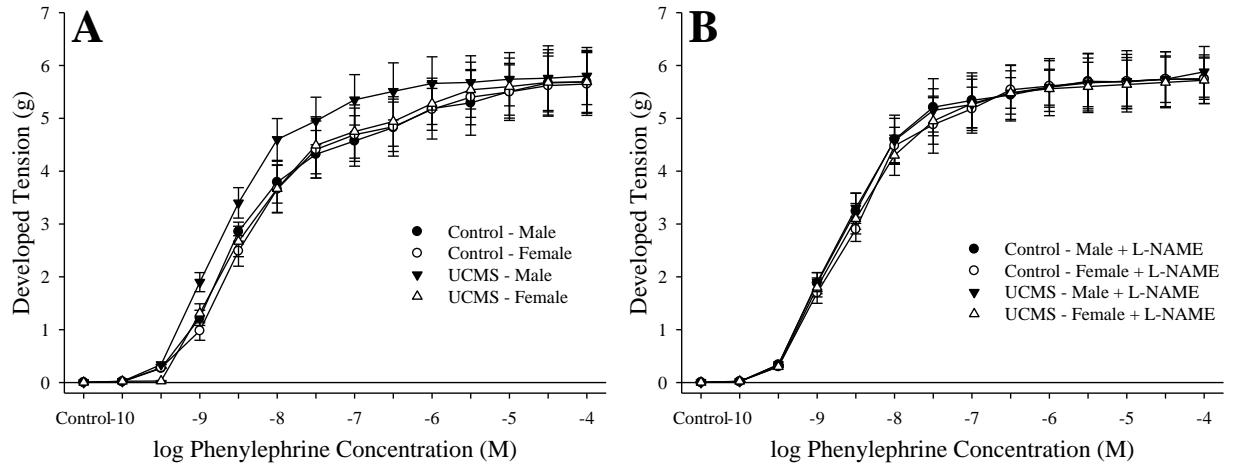 A
7
6
5
4
3
2
1
0
Developed Tension (g)
Control - Male
Control - Female
UCMS - Male
UCMS - Female
Control -10 -9 -8 -7 -6 -5 -4
log Phenylephrine Concentration (M)
B
7
6
5
4
3
2
1
0
Developed Tension (g)
Control - Male + L-NAME
Control - Female + L-NAME
UCMS - Male + L-NAME
UCMS - Female + L-NAME
Control -10 -9 -8 -7 -6 -5 -4
log Phenylephrine Concentration (M)